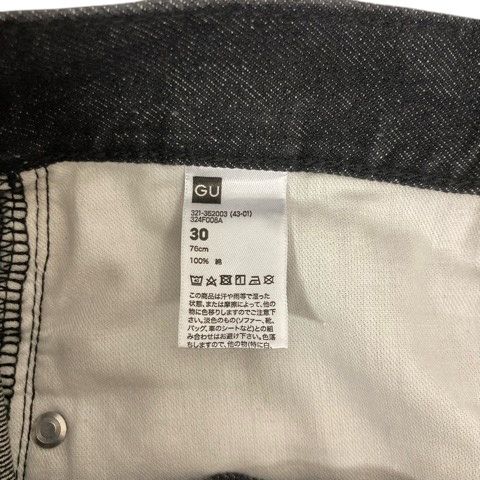 GU
321-352003 (43-01)
324F008A
30
76cm
100% 綿
この商品は汗や雨等で湿った
状態、または摩擦によって、他の
物に色移りしますのでご注意下
さい。淡色のもの(ソファー、靴、
バッグ、車のシートなど)との組
み合わせはお避け下さい。色落
ちしますので、他の物(特に白、